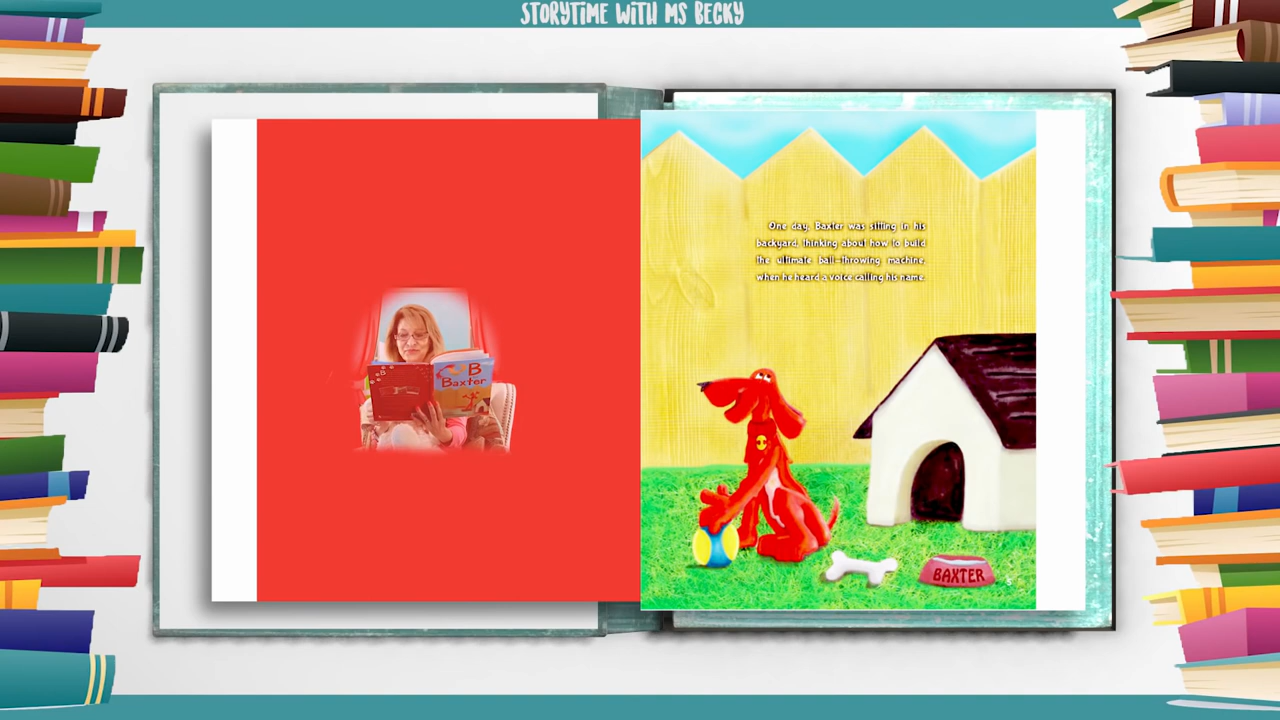 STORYTIME WITH MS BECKY
One day, Baxter was sitting in his
backyard, thinking about how to build
the ultimate ball-throwing machine,
when he heard a voice calling his name.
B
B
Baxter
BAXTER
5